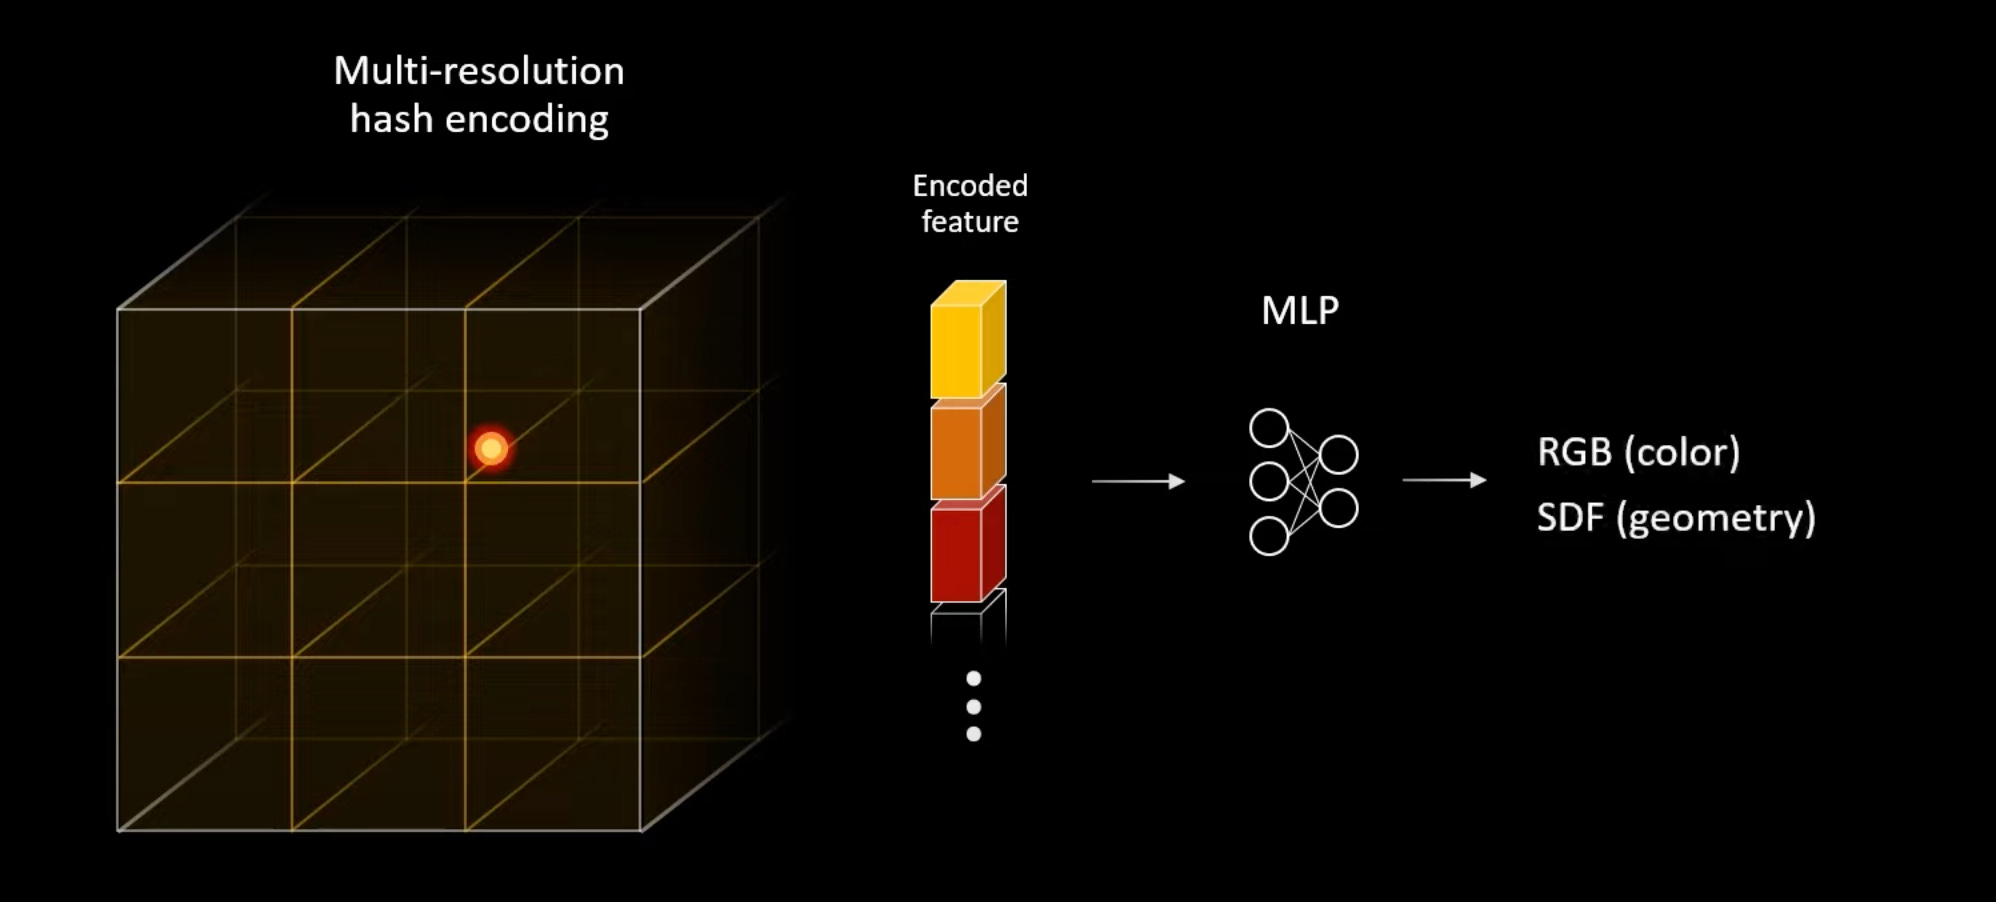 Multi-resolution
hash encoding
Encoded
feature
MLP
RGB (color)
SDF (geometry)